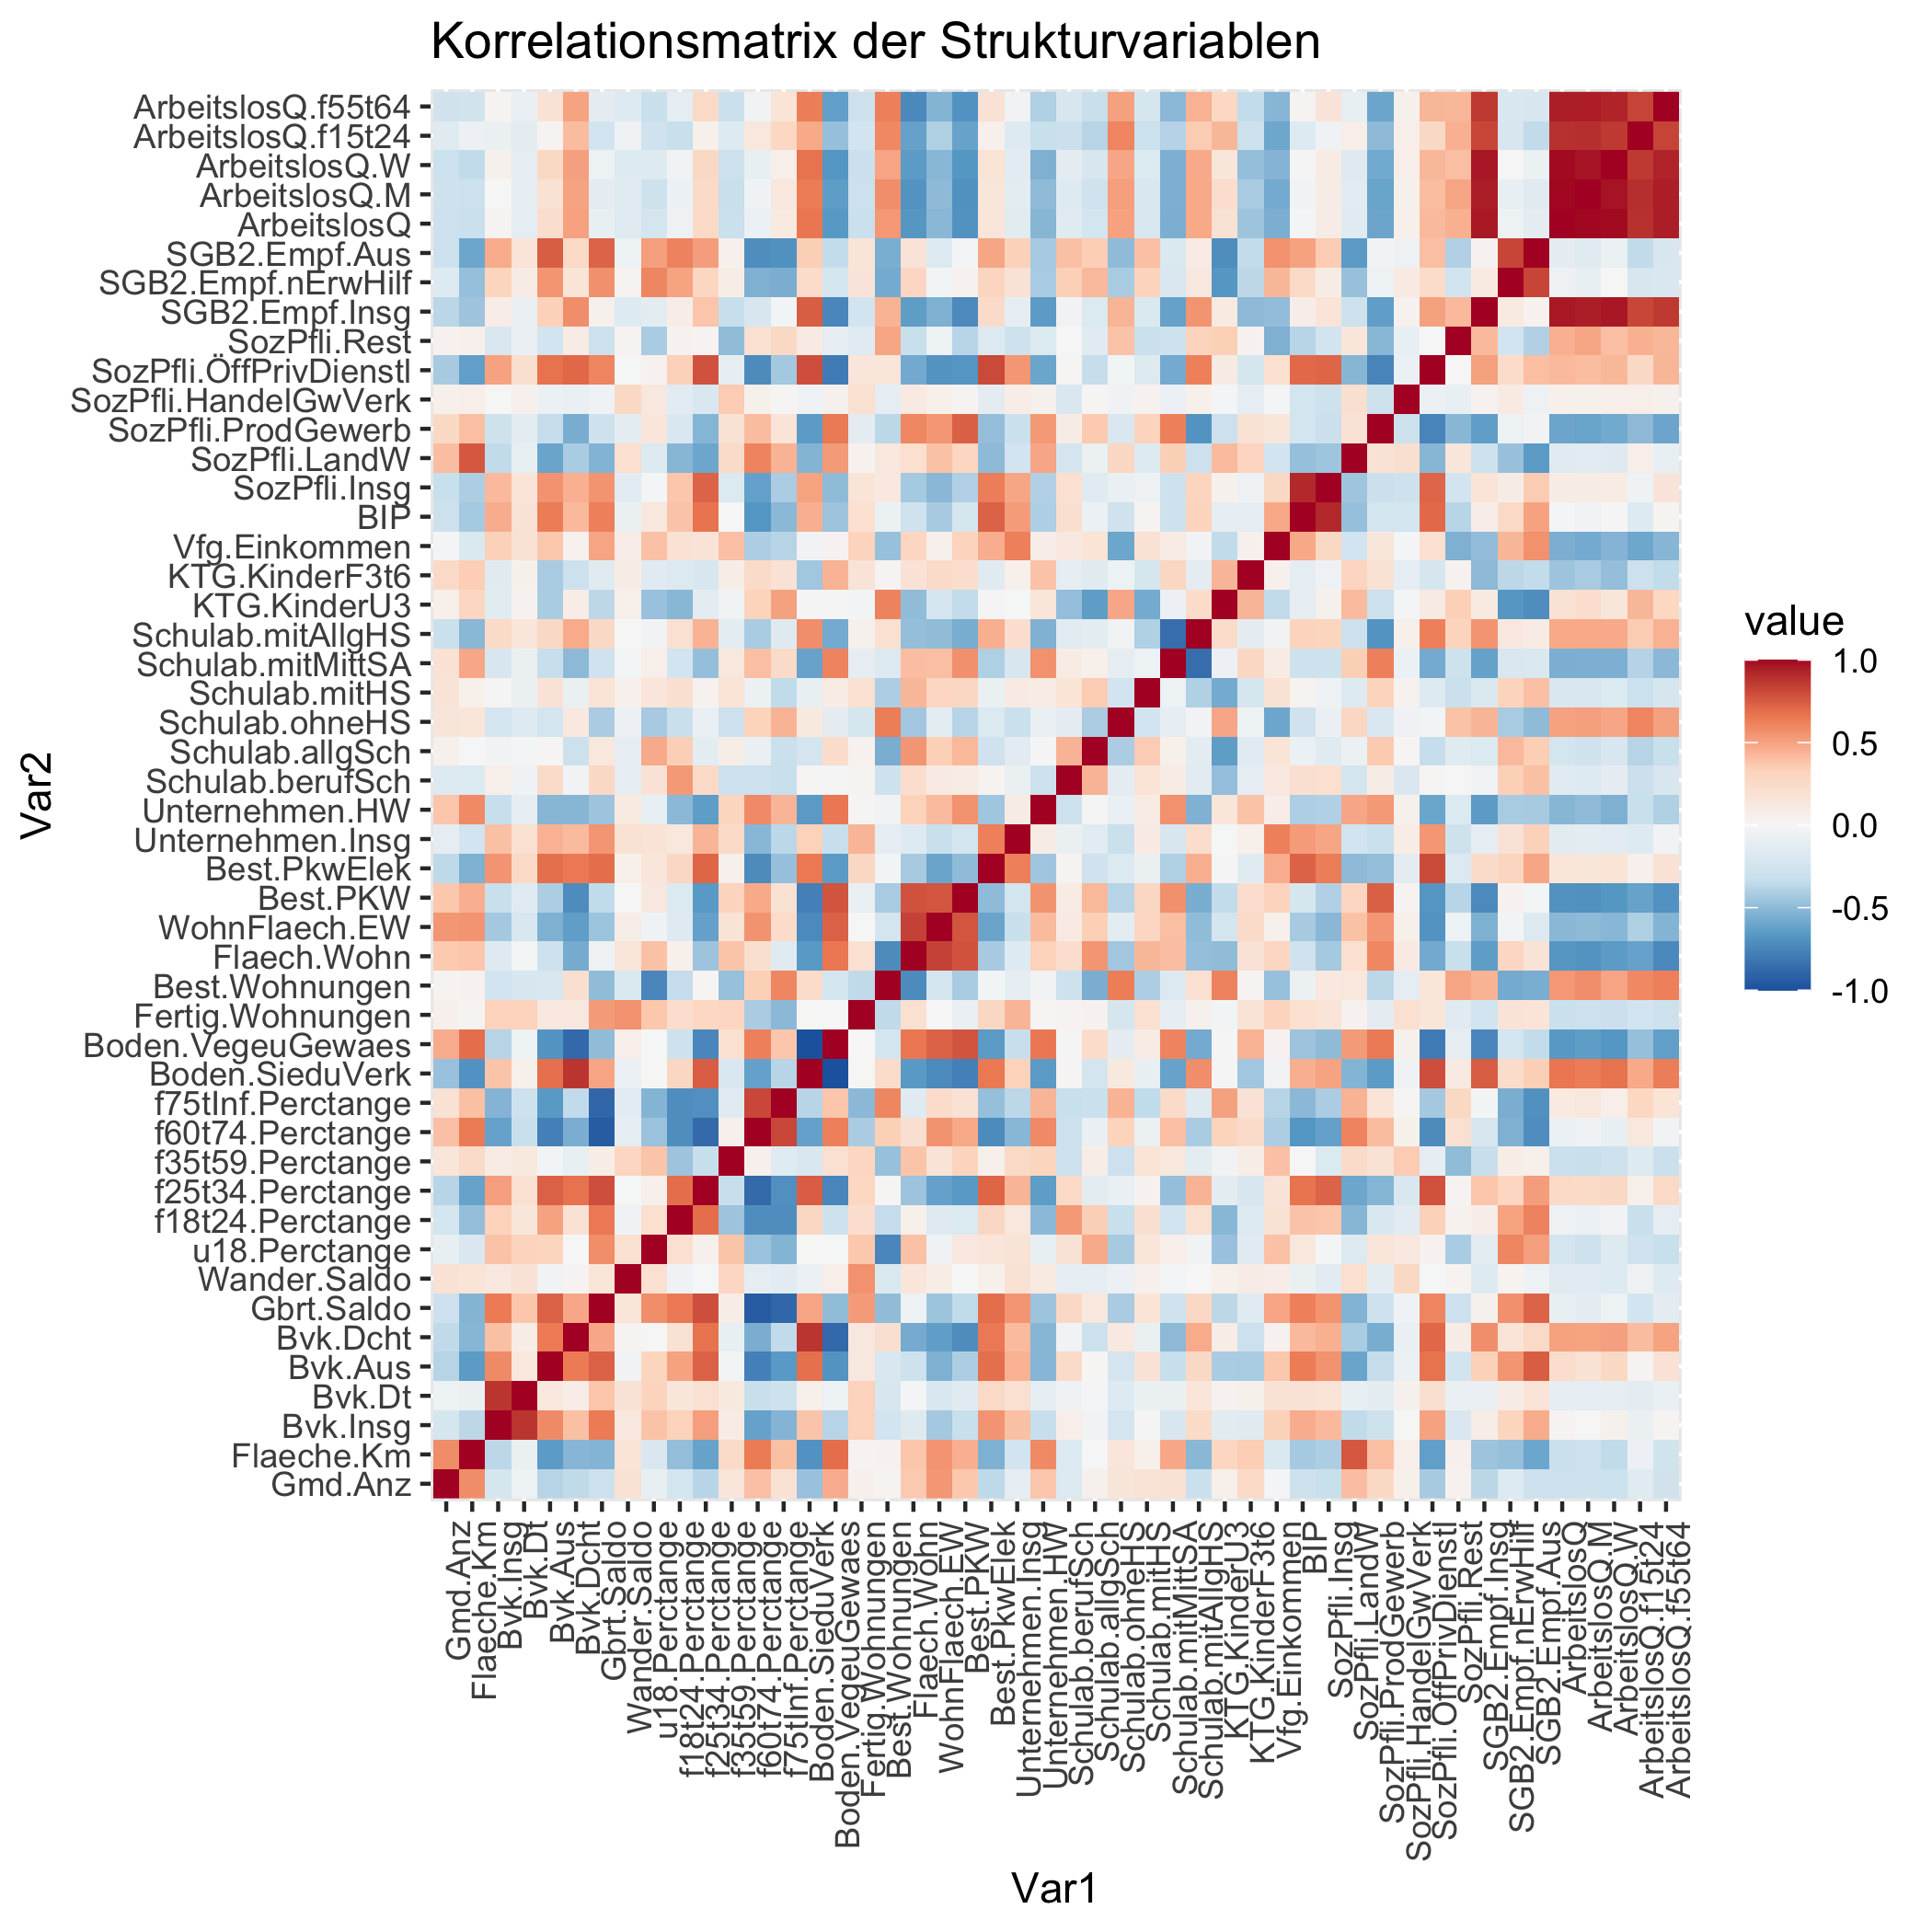 Korrelationsmatrix der Strukturvariablen
ArbeitslosQ.f55t64
ArbeitslosQ.f15t24
ArbeitslosQ.W
ArbeitslosQ.M
ArbeitslosQ
SGB2.Empf.Aus
SGB2.Empf.nErwHilf
SGB2.Empf.Insg
SozPfli.Rest
SozPfli.ÖffPrivDienstl
SozPfli.HandelGwVerk
SozPfli.ProdGewerb
SozPfli.LandW
SozPfli.Insg
BIP
Vfg.Einkommen
KTG.KinderF3t6
KTG.KinderU3
Schulab.mitAllgHS
Schulab.mitMittSA
Schulab.mitHS
Schulab.ohneHS
Schulab.allgSch
Schulab.berufSch
Unternehmen.HW
Unternehmen.Insg
Best.PkwElek
Best.PKW
WohnFlaech.EW
Flaech.Wohn
Best.Wohnungen
Fertig.Wohnungen
Boden.VegeuGewaes
Boden.SieduVerk
f75tInf.Perctange
f60t74.Perctange
f35t59.Perctange
f25t34.Perctange
f18t24.Perctange
u18.Perctange
Wander.Saldo
Gbrt.Saldo
Bvk.Dcht
Bvk.Aus
Bvk.Dt
Bvk.Insg
Flaeche.Km
Gmd.Anz
Var2
Gmd.Anz
Flaeche.Km
Bvk.Insg
Bvk.Dt
Bvk.Aus
Bvk.Dcht
Gbrt.Saldo
Wander.Saldo
u18.Perctange
f18t24.Perctange
f25t34.Perctange
f35t59.Perctange
f60t74.Perctange
f75tInf.Perctange
Boden.SieduVerk
Boden.VegeuGewaes
Fertig.Wohnungen
Best.Wohnungen
Flaech.Wohn
WohnFlaech.EW
Best.PKW
Best.PkwElek
Unternehmen.Insg
Unternehmen.HW
Schulab.berufSch
Schulab.allgSch
Schulab.ohneHS
Schulab.mitHS
Schulab.mitMittSA
Schulab.mitAllgHS
KTG.KinderU3
KTG.KinderF3t6
Vfg.Einkommen
BIP
SozPfli.Insg
SozPfli.LandW
SozPfli.ProdGewerb
SozPfli.HandelGwVerk
SozPfli.ÖffPrivDienstl
SozPfli.Rest
SGB2.Empf.Insg
SGB2.Empf.nErwHilf
SGB2.Empf.Aus
ArbeitslosQ
ArbeitslosQ.M
ArbeitslosQ.W
ArbeitslosQ.f15t24
ArbeitslosQ.f55t64
Var1
value
1.0
0.5
0.0
-0.5
-1.0